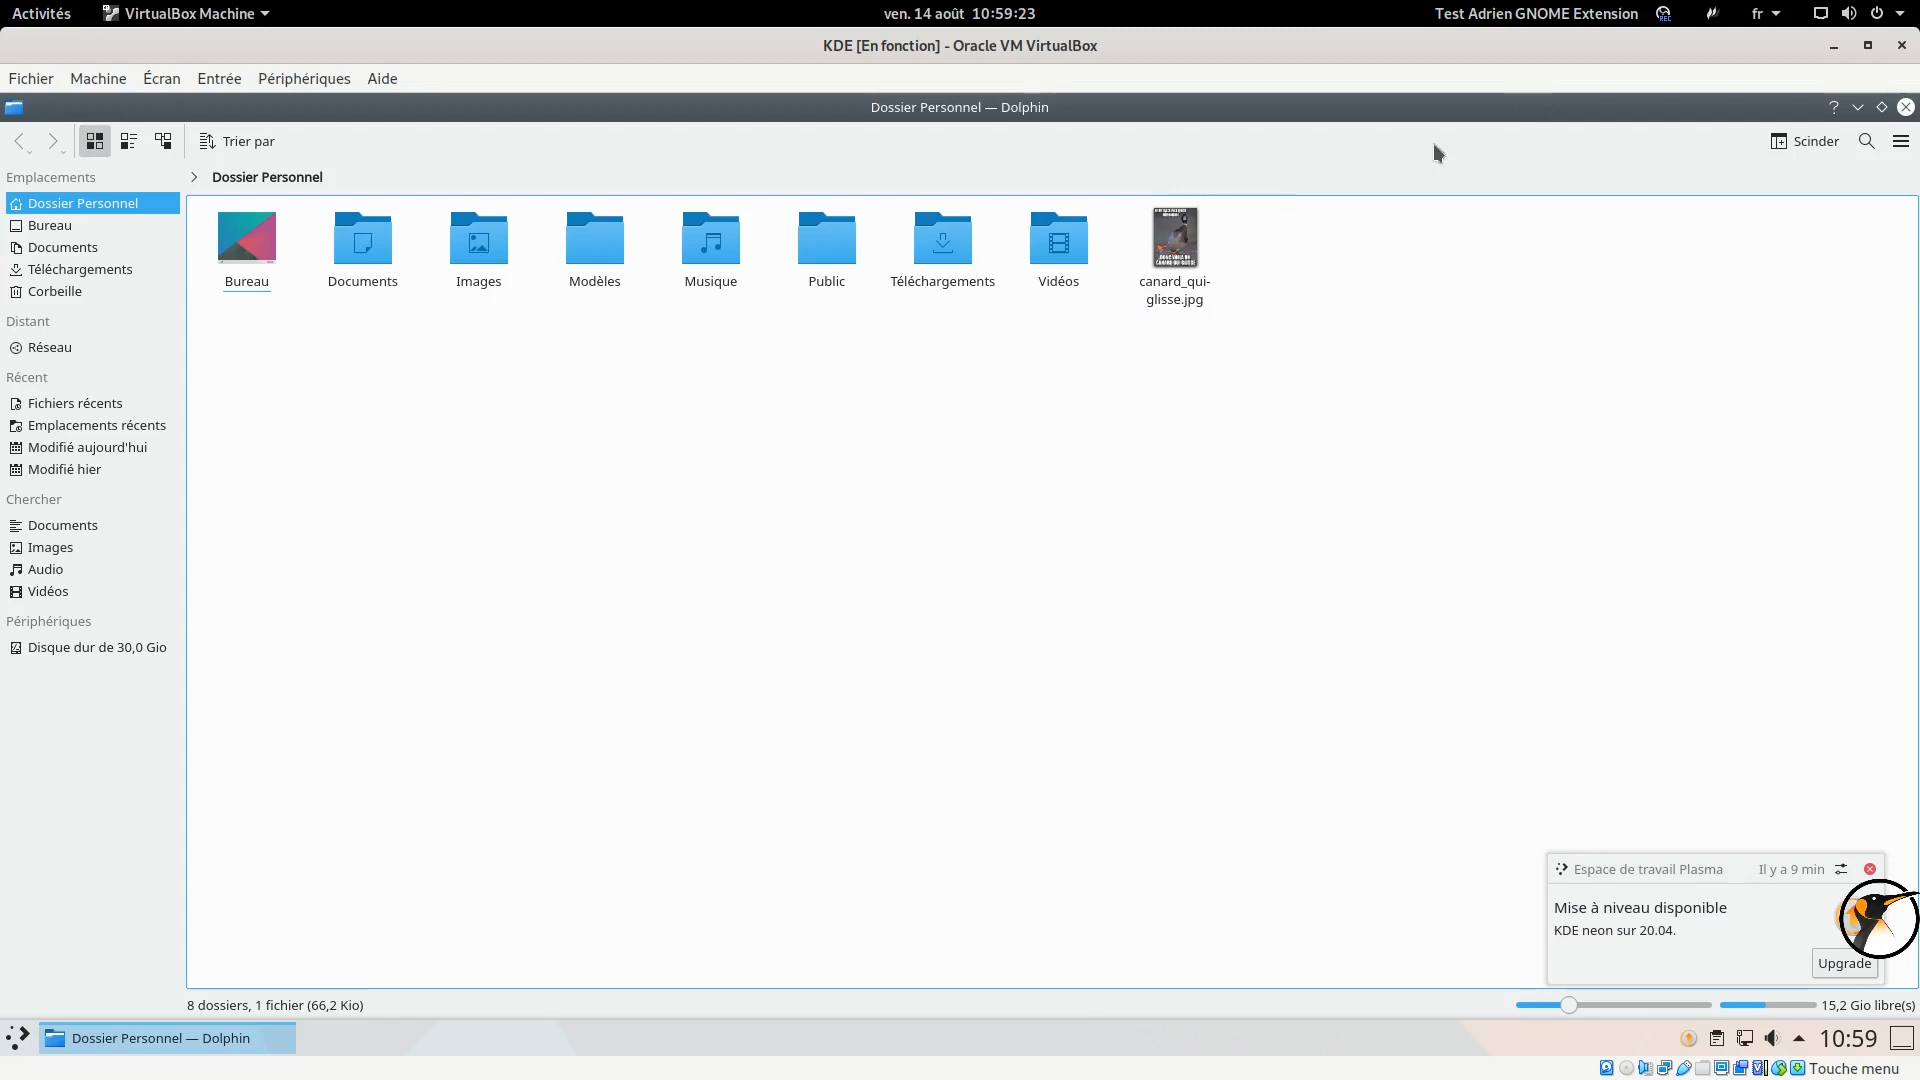 Activités
VirtualBox Machine
ven. 14 août 10:59:23
Test Adrien GNOME Extension
fr
KDE [En fonction] - Oracle VM VirtualBox
Fichier Machine Écran Entrée Périphériques Aide
Dossier Personnel — Dolphin
Trier par
Scinder
Emplacements
Dossier Personnel
Bureau
Documents
Téléchargements
Corbeille
Distant
Réseau
Récent
Fichiers récents
Emplacements récents
Modifié aujourd'hui
Modifié hier
Chercher
Documents
Images
Audio
Vidéos
Périphériques
Disque dur de 30,0 Gio
Dossier Personnel
Bureau
Documents
Images
Modèles
Musique
Public
Téléchargements
Vidéos
canard_qui-
glisse.jpg
Espace de travail Plasma
Il y a 9 min
Mise à niveau disponible
KDE neon sur 20.04.
Upgrade
8 dossiers, 1 fichier (66,2 Kio)
15,2 Gio libre(s)
Dossier Personnel — Dolphin
10:59
Touche menu